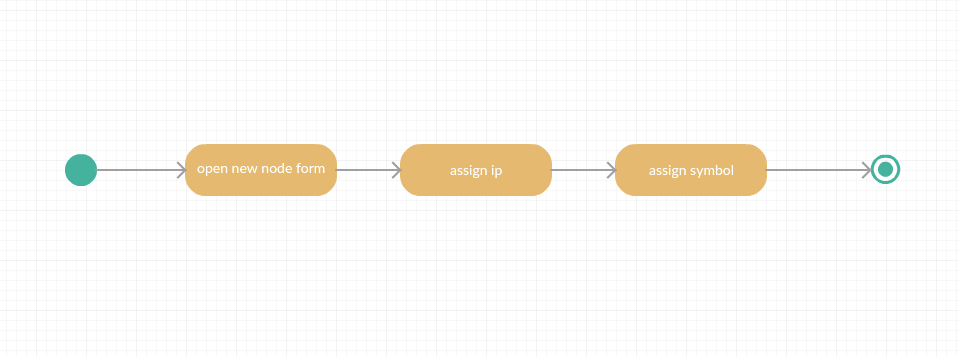 open new node form
assign ip
assign symbol